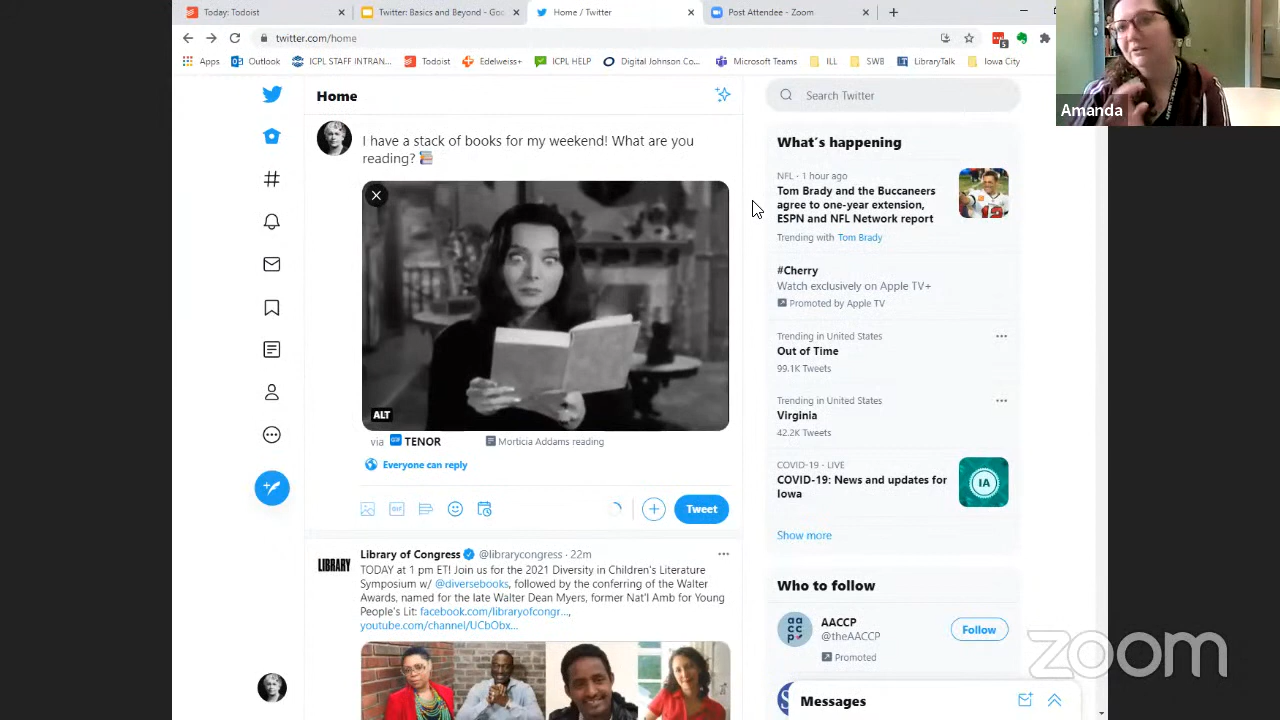 Today: Todoist
Twitter: Basics and Beyond - Goo
Home / Twitter
Post Attendee - Zoom
twitter.com/home
5
Apps
Outlook
ICPL STAFF INTRAN...
Todoist
Edelweiss+
ICPL HELP
Digital Johnson Co...
Microsoft Teams
ILL
SWB
LibraryTalk
Iowa City
Amanda
Home
Search Twitter
I have a stack of books for my weekend! What are you
reading?
ALT
via GIF TENOR
Morticia Addams reading
Everyone can reply
GIF
Tweet
Library of Congress @librarycongress · 22m
LIBRARY
TODAY at 1 pm ET! Join us for the 2021 Diversity in Children's Literature
Symposium w/ @diversebooks, followed by the conferring of the Walter
Awards, named for the late Walter Dean Myers, former Nat'l Amb for Young
People's Lit: facebook.com/libraryofcongr...,
youtube.com/channel/UCbObx...
What's happening
NFL · 1 hour ago
Tom Brady and the Buccaneers
agree to one-year extension,
ESPN and NFL Network report
Trending with Tom Brady
#Cherry
Watch exclusively on Apple TV+
Promoted by Apple TV
Trending in United States
Out of Time
99.1K Tweets
Trending in United States
Virginia
42.2K Tweets
COVID-19 · LIVE
COVID-19: News and updates for
Iowa
IA
Show more
Who to follow
aa
ccp
AACCP
@theAACCP
Follow
Promoted
Messages
zoom